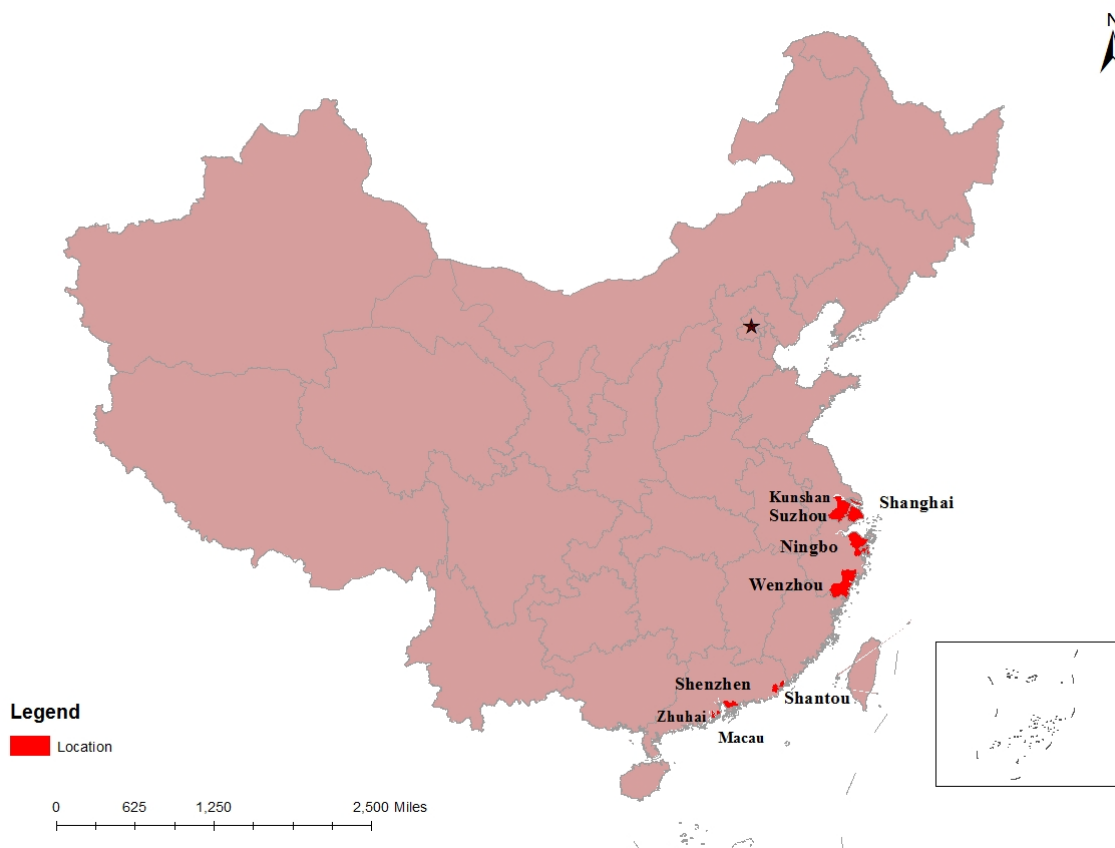 N
Kunshan
Shanghai
Suzhou
Ningbo
Wenzhou
Shenzhen
Shantou
Zhuhai
Macau
Legend
Location
0 625 1,250 2,500 Miles